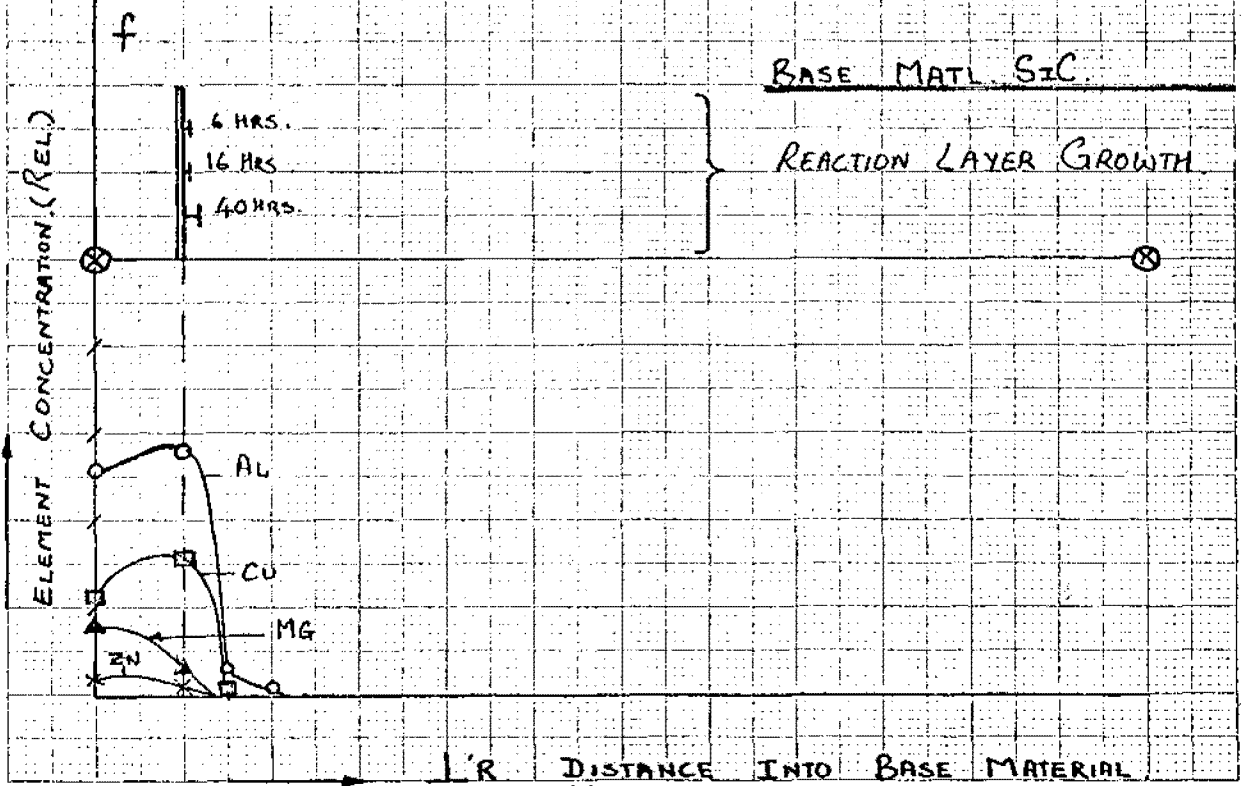 f
BASE MATL. SIC.
6 HRS.
16 HRS
40 HRS.
REACTION LAYER GROWTH.
ELEMENT CONCENTRATION. (REL.)
AL
CU
MG
ZN
L'R DISTANCE INTO BASE MATERIAL